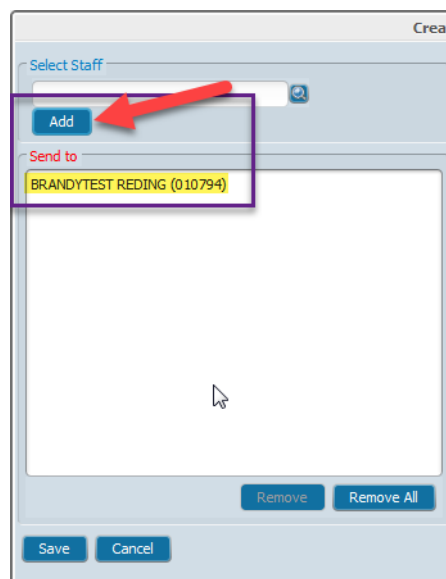 Crea
Select Staff
Add
Send to
BRANDYTEST REDING (010794)
Remove
Remove All
Save
Cancel